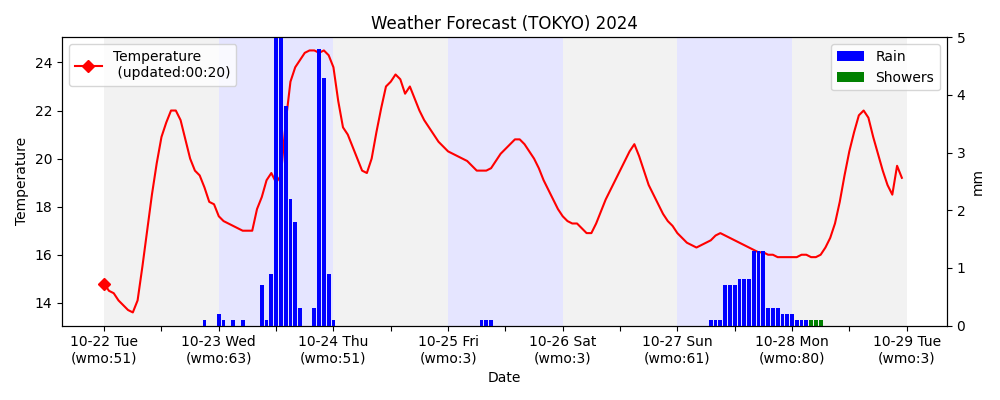 Weather Forecast (TOKYO) 2024
Temperature
(updated:00:20)
Rain
Showers
24
22
20
18
16
14
Temperature
5
4
3
2
1
0
mm
10-22 Tue 10-23 Wed 10-24 Thu 10-25 Fri 10-26 Sat 10-27 Sun 10-28 Mon 10-29 Tue
(wmo:51) (wmo:63) (wmo:51) (wmo:3) (wmo:3) (wmo:61) (wmo:80) (wmo:3)
Date